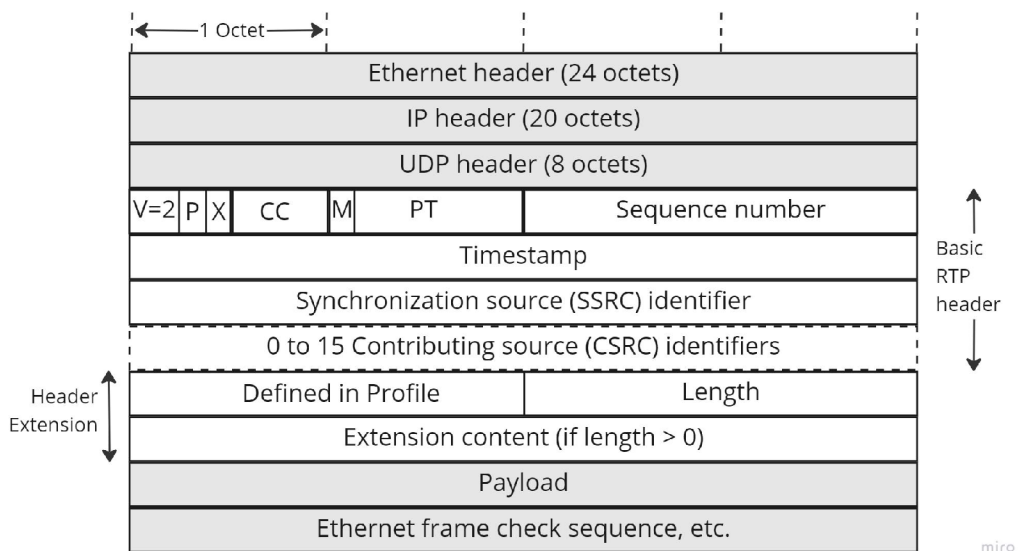 1 Octet
Ethernet header (24 octets)
IP header (20 octets)
UDP header (8 octets)
V=2 P X CC M PT Sequence number
Timestamp
Synchronization source (SSRC) identifier
0 to 15 Contributing source (CSRC) identifiers
Basic
RTP
header
Defined in Profile Length
Extension content (if length > 0)
Header
Extension
Payload
Ethernet frame check sequence, etc.
miro